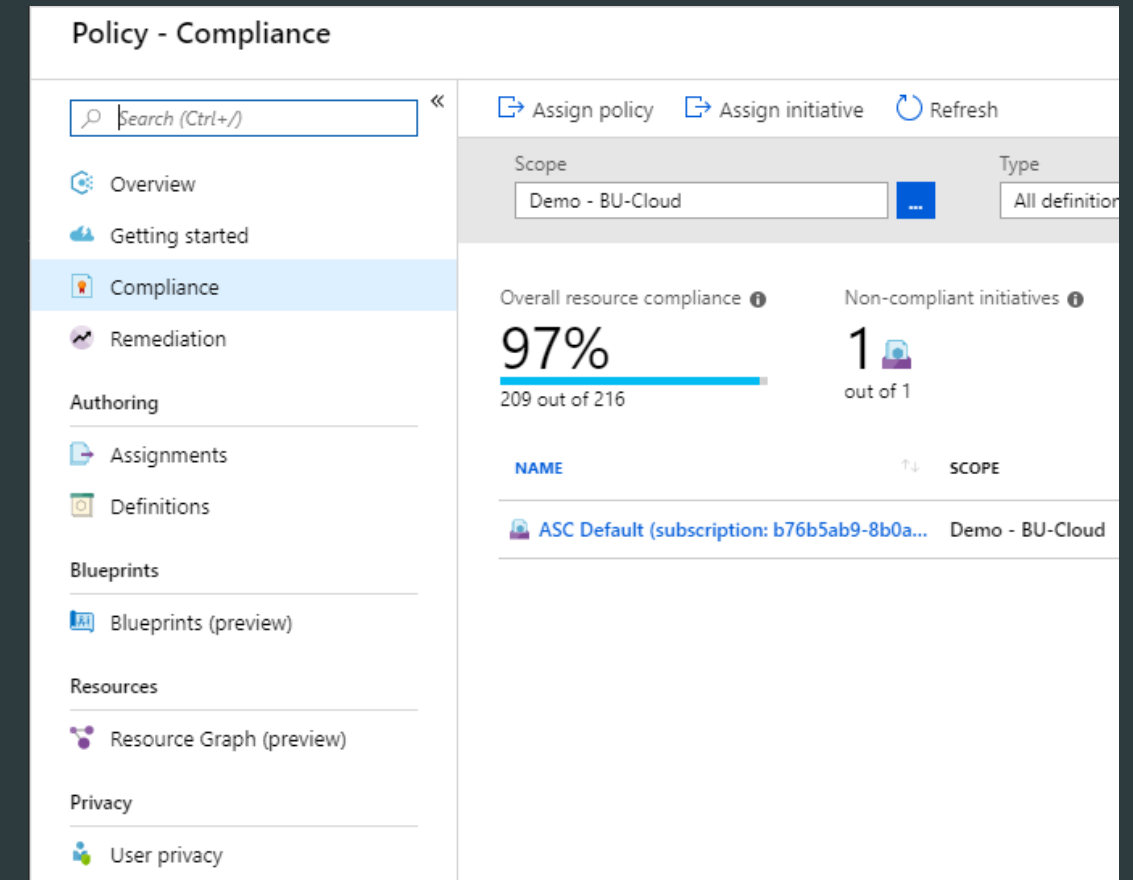 Policy - Compliance
Search (Ctrl+/)
«
Overview
Getting started
Compliance
Remediation
Authoring
Assignments
Definitions
Blueprints
Blueprints (preview)
Resources
Resource Graph (preview)
Privacy
User privacy
Assign policy Assign initiative Refresh
Scope Type
Demo - BU-Cloud ... All definition
Overall resource compliance Non-compliant initiatives
97% 1
209 out of 216 out of 1
NAME SCOPE
ASC Default (subscription: b76b5ab9-8b0a... Demo - BU-Cloud